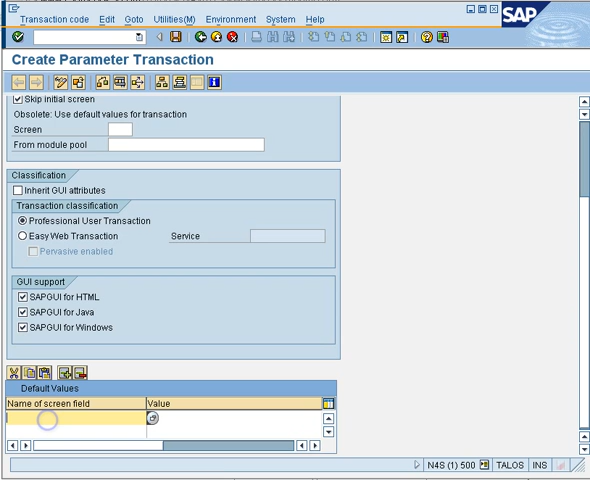 Transaction code Edit Goto Utilities(M) Environment System Help
SAP
Create Parameter Transaction
Skip initial screen
Obsolete: Use default values for transaction
Screen
From module pool
Classification
Inherit GUI attributes
Transaction classification
Professional User Transaction
Easy Web Transaction Service
Pervasive enabled
GUI support
SAPGUI for HTML
SAPGUI for Java
SAPGUI for Windows
Default Values
Name of screen field Value
N4S (1) 500 TALOS INS